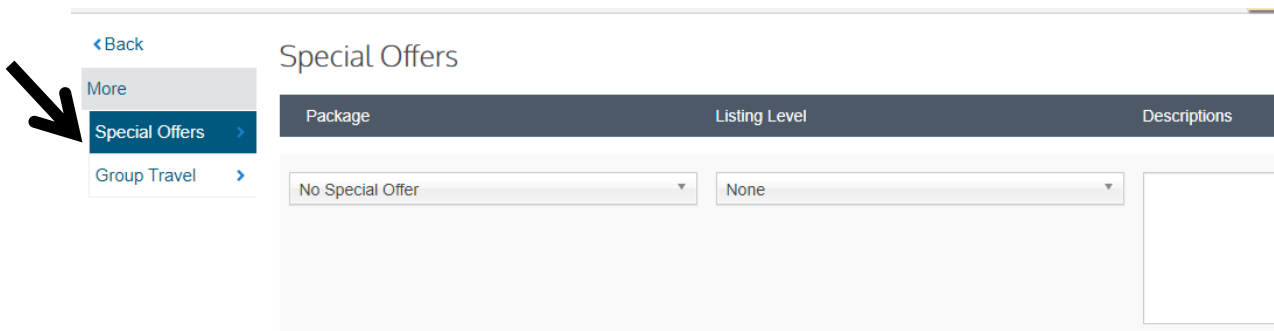 Back
More
Special Offers
Group Travel
Special Offers
Package Listing Level Descriptions
No Special Offer None